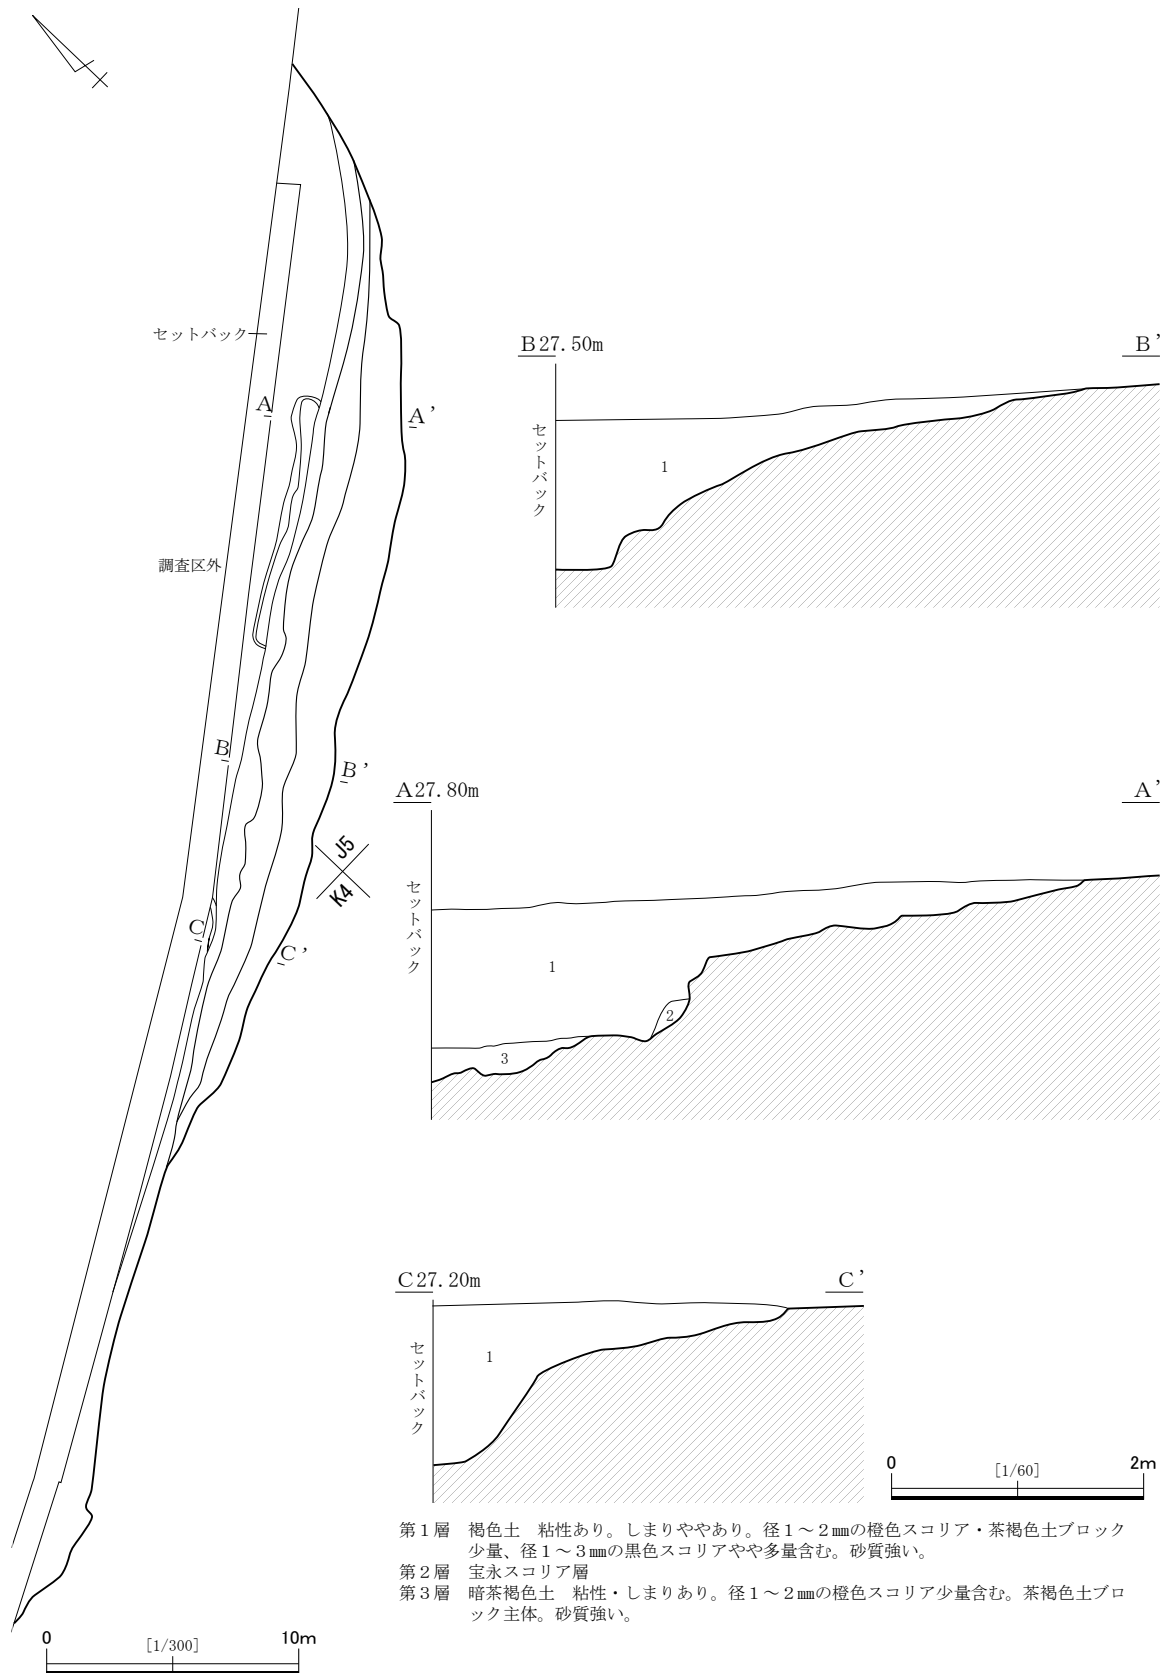 セットバック
A
A’
調査区外
B
B’
J5
K4
C
C’
B27.50m
B’
セットバック
1
A27.80m
A’
セットバック
1
2
3
C27.20m
C’
セットバック
1
0 [1/60] 2m
第１層　褐色土　粘性あり。しまりややあり。径１～２㎜の橙色スコリア・茶褐色土ブロック
少量、径１～３㎜の黒色スコリアやや多量含む。砂質強い。
第２層　宝永スコリア層
第３層　暗茶褐色土　粘性・しまりあり。径１～２㎜の橙色スコリア少量含む。茶褐色土ブロ
ック主体。砂質強い。
0 [1/300] 10m